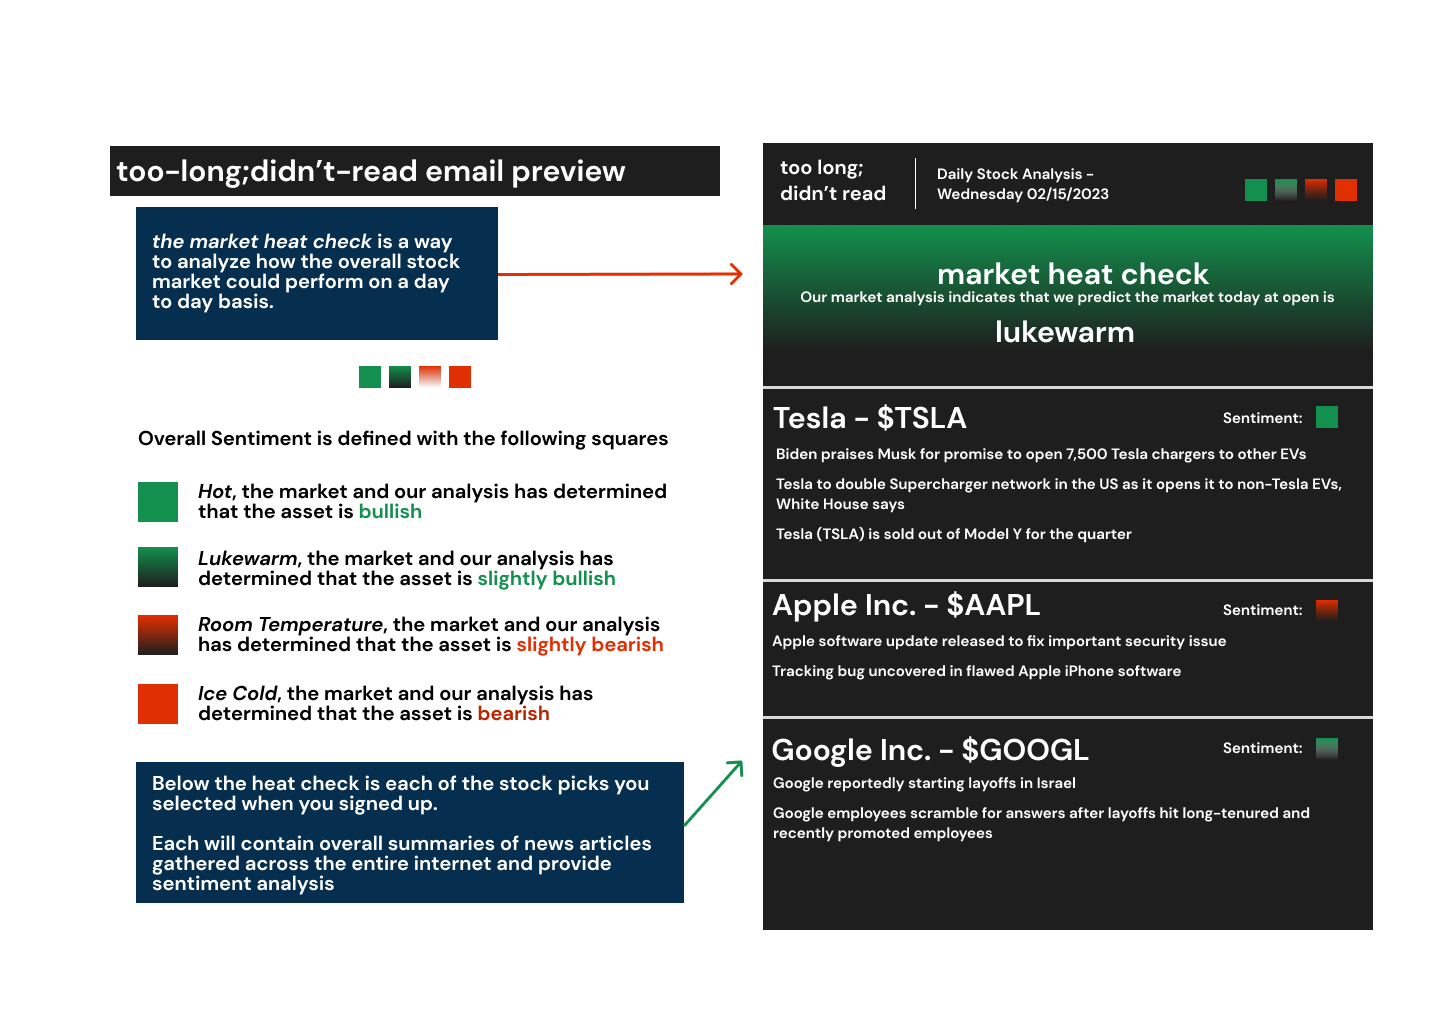 too-long;didn’t-read email preview
the market heat check is a way
to analyze how the overall stock
market could perform on a day
to day basis.
Overall Sentiment is defined with the following squares
Hot, the market and our analysis has determined
that the asset is bullish
Lukewarm, the market and our analysis has
determined that the asset is slightly bullish
Room Temperature, the market and our analysis
has determined that the asset is slightly bearish
Ice Cold, the market and our analysis has
determined that the asset is bearish
Below the heat check is each of the stock picks you
selected when you signed up.
Each will contain overall summaries of news articles
gathered across the entire internet and provide
sentiment analysis
too long;
didn’t read
Daily Stock Analysis -
Wednesday 02/15/2023
market heat check
Our market analysis indicates that we predict the market today at open is
lukewarm
Tesla - $TSLA
Sentiment:
Biden praises Musk for promise to open 7,500 Tesla chargers to other EVs
Tesla to double Supercharger network in the US as it opens it to non-Tesla EVs,
White House says
Tesla (TSLA) is sold out of Model Y for the quarter
Apple Inc. - $AAPL
Sentiment:
Apple software update released to fix important security issue
Tracking bug uncovered in flawed Apple iPhone software
Google Inc. - $GOOGL
Sentiment:
Google reportedly starting layoffs in Israel
Google employees scramble for answers after layoffs hit long-tenured and
recently promoted employees